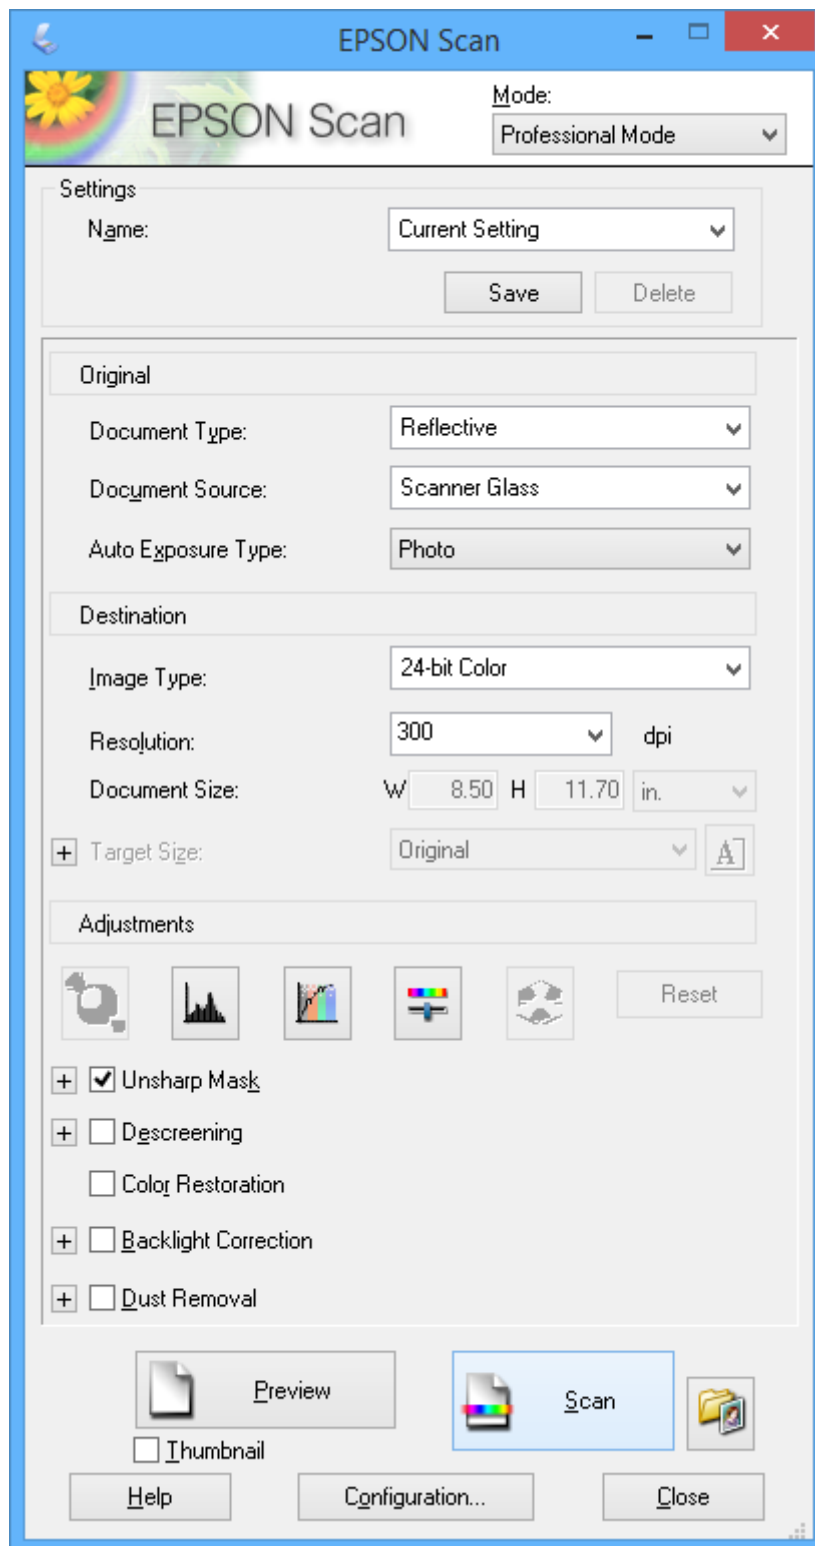 EPSON Scan
EPSON Scan
Mode:
Professional Mode
Settings
Name:
Current Setting
Save
Delete
Original
Document Type:
Reflective
Document Source:
Scanner Glass
Auto Exposure Type:
Photo
Destination
Image Type:
24-bit Color
Resolution:
300
dpi
Document Size:
W 8.50 H 11.70 in.
+ Target Size:
Original
A
Adjustments
Reset
+ Unsharp Mask
+ Descreening
Color Restoration
+ Backlight Correction
+ Dust Removal
Preview
Scan
Thumbnail
Help
Configuration...
Close